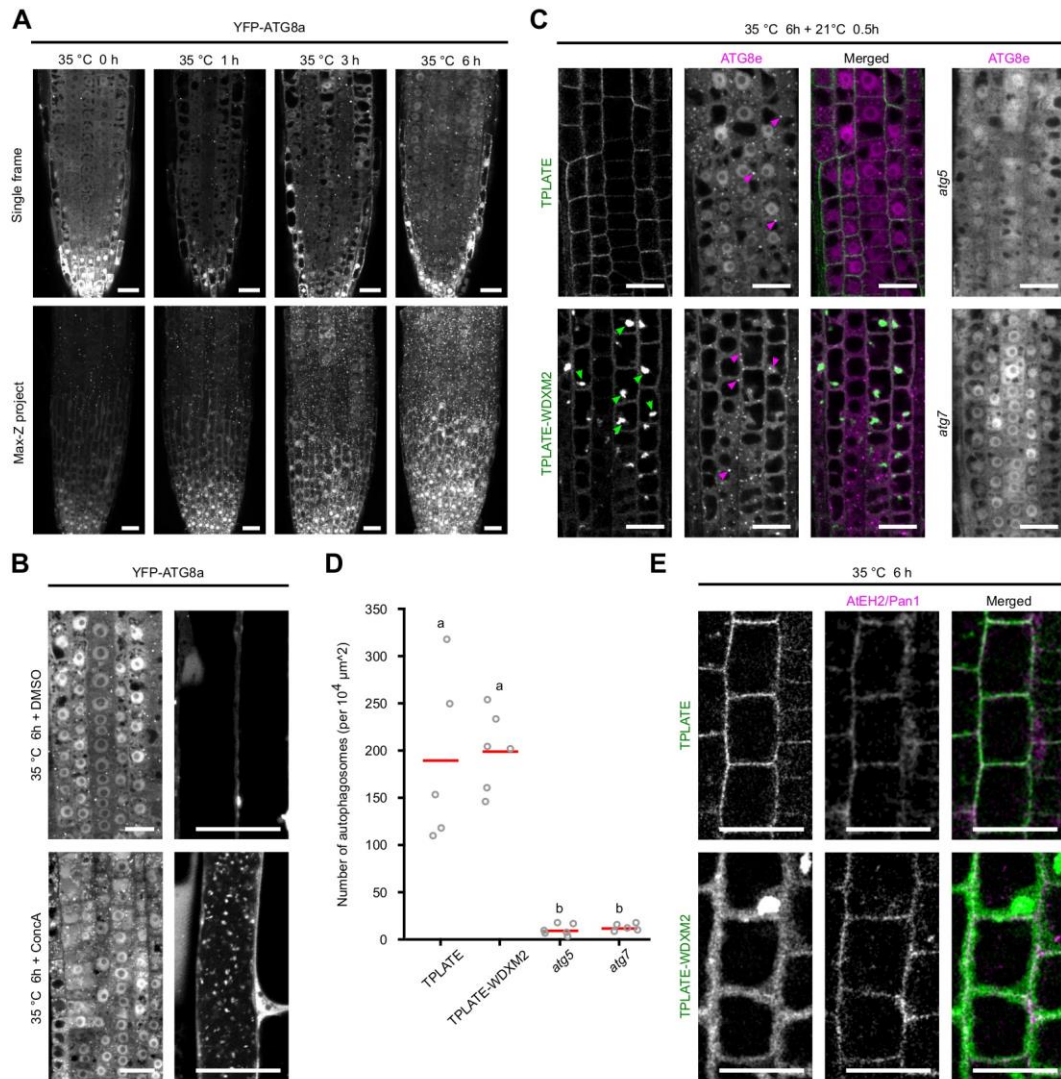 A
YFP-ATG8a
35 °C 0 h
35 °C 1 h
35 °C 3 h
35 °C 6 h
Single frame
Max-Z project
C
35 °C 6h + 21°C 0.5h
ATG8e
Merged
ATG8e
TPLATE
atg5
TPLATE-WDXM2
atg7
B
YFP-ATG8a
35 °C 6h + DMSO
35 °C 6h + ConcA
D
Number of autophagosomes (per 10⁴ µm^2)
350
300
250
200
150
100
50
0
a
a
b
b
TPLATE
TPLATE-WDXM2
atg5
atg7
E
35 °C 6 h
AtEH2/Pan1
Merged
TPLATE
TPLATE-WDXM2